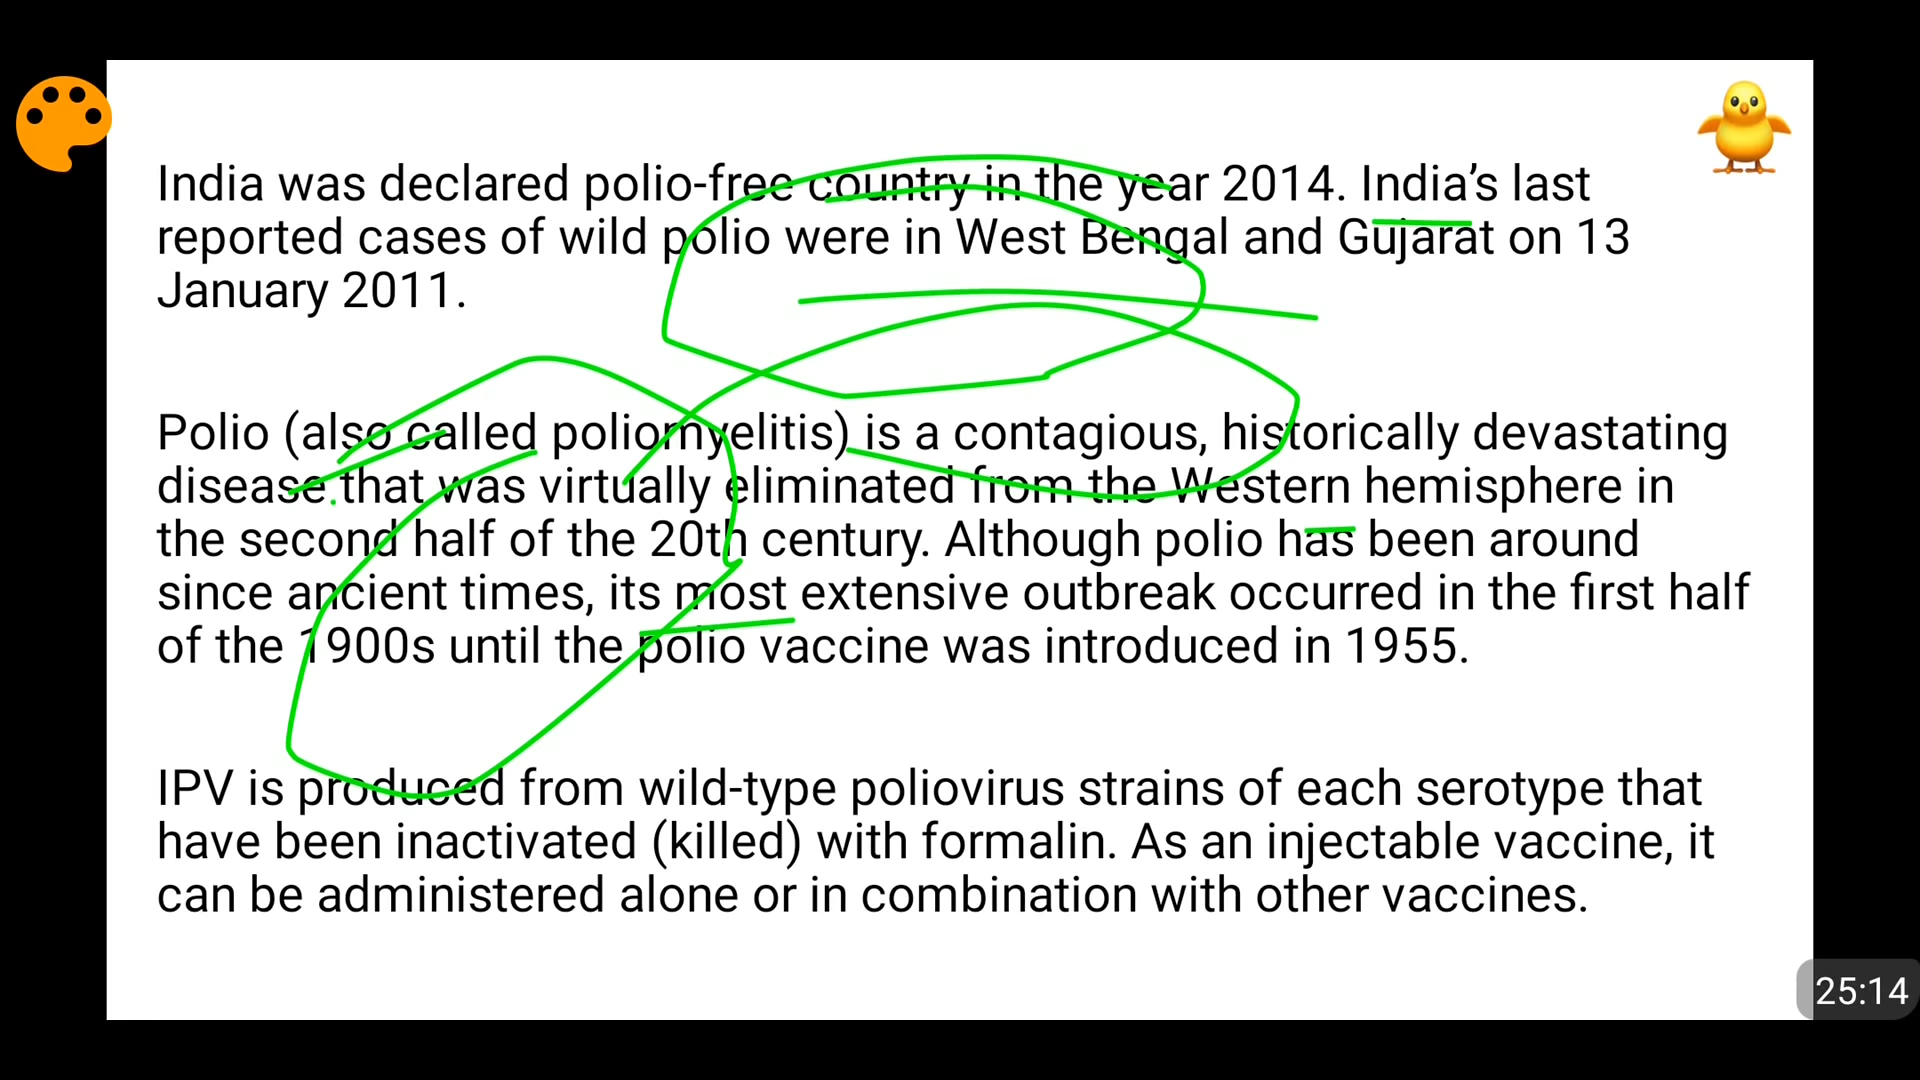 India was declared polio-free country in the year 2014. India’s last
reported cases of wild polio were in West Bengal and Gujarat on 13
January 2011.
Polio (also called poliomyelitis) is a contagious, historically devastating
disease that was virtually eliminated from the Western hemisphere in
the second half of the 20th century. Although polio has been around
since ancient times, its most extensive outbreak occurred in the first half
of the 1900s until the polio vaccine was introduced in 1955.
IPV is produced from wild-type poliovirus strains of each serotype that
have been inactivated (killed) with formalin. As an injectable vaccine, it
can be administered alone or in combination with other vaccines.
25:14